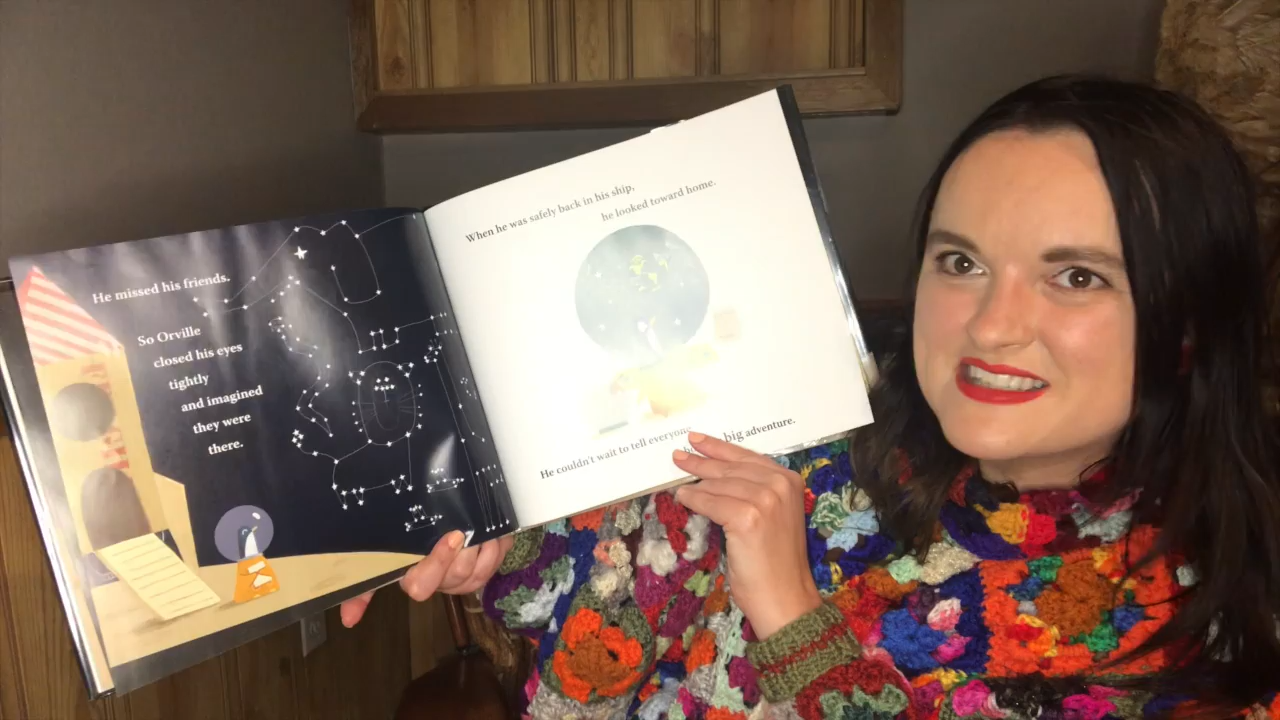 He missed his friends.
So Orville
closed his eyes
tightly
and imagined
they were
there.
When he was safely back in his ship,
he looked toward home.
He couldn't wait to tell everyone
big adventure.